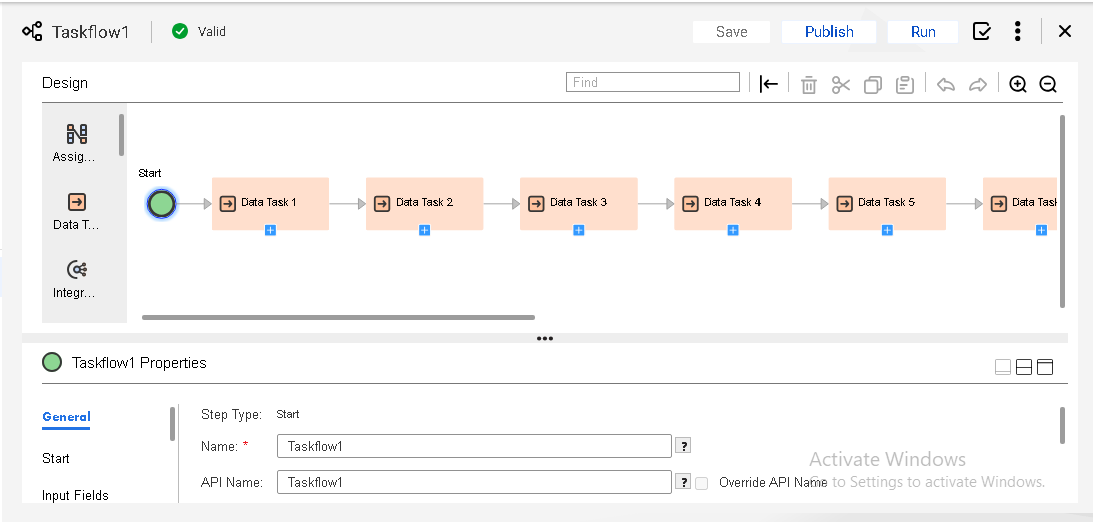 Taskflow1
Valid
Save
Publish
Run
Design
Find
Assig...
Data T...
Integr...
Start
Data Task 1
Data Task 2
Data Task 3
Data Task 4
Data Task 5
Data Task
Taskflow1 Properties
General
Start
Input Fields
Step Type: Start
Name: * Taskflow1 ?
API Name: Taskflow1 ? Override API Name
Activate Windows
Go to Settings to activate Windows.